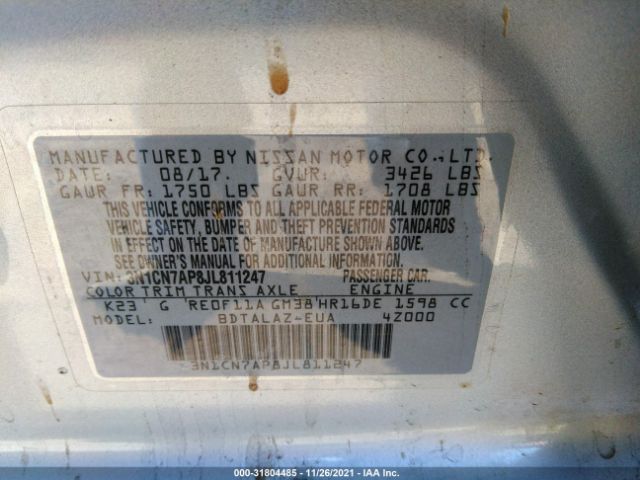 MANUFACTURED BY NISSAN MOTOR CO.,LTD.
DATE: 08/17. GVWR: 3426 LBS
GAWR FR: 1750 LBS GAWR RR: 1708 LBS
THIS VEHICLE CONFORMS TO ALL APPLICABLE FEDERAL MOTOR
VEHICLE SAFETY, BUMPER AND THEFT PREVENTION STANDARDS
IN EFFECT ON THE DATE OF MANUFACTURE SHOWN ABOVE.
SEE OWNER'S MANUAL FOR ADDITIONAL INFORMATION
VIN: 3N1CN7AP8JL811247 PASSENGER CAR.
COLOR TRIM TRANS AXLE ENGINE
K23 G RE0F11A GM38 HR16DE 1598 CC
MODEL: BDTALAZ-EUA 4Z000
3N1CN7AP8JL811247
000-31804485 - 11/26/2021 - IAA Inc.